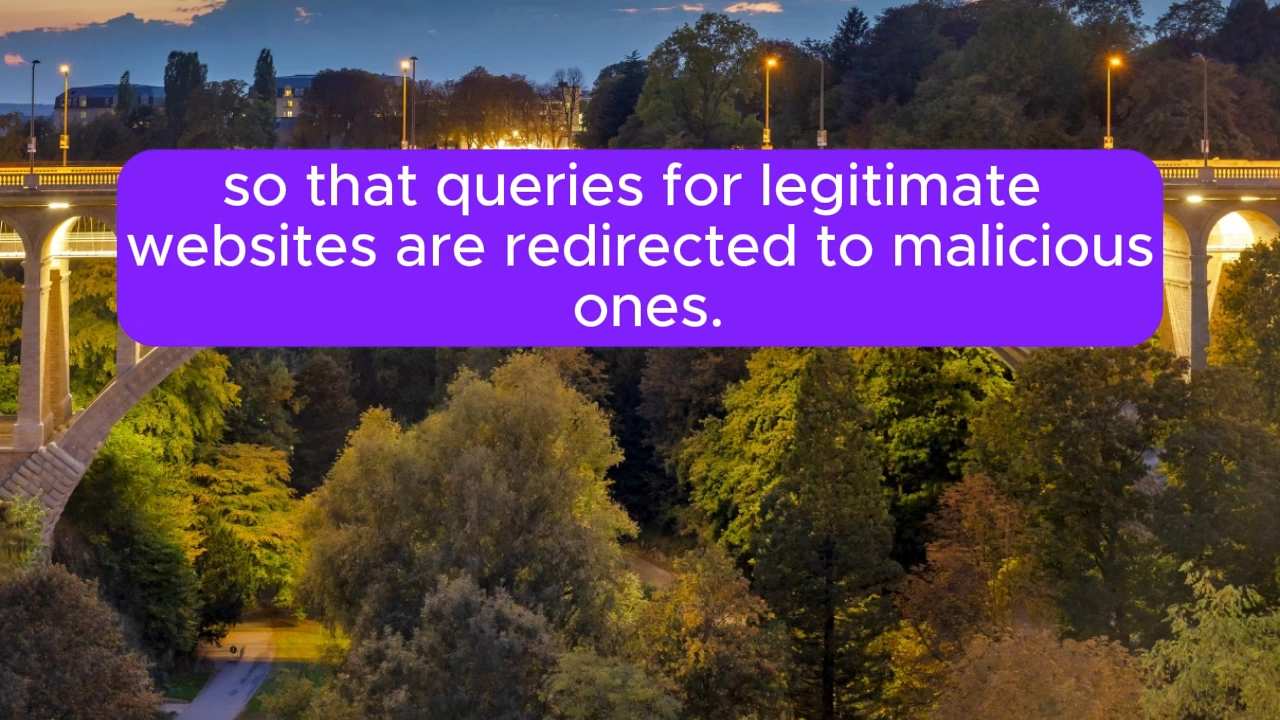 so that queries for legitimate
websites are redirected to malicious
ones.